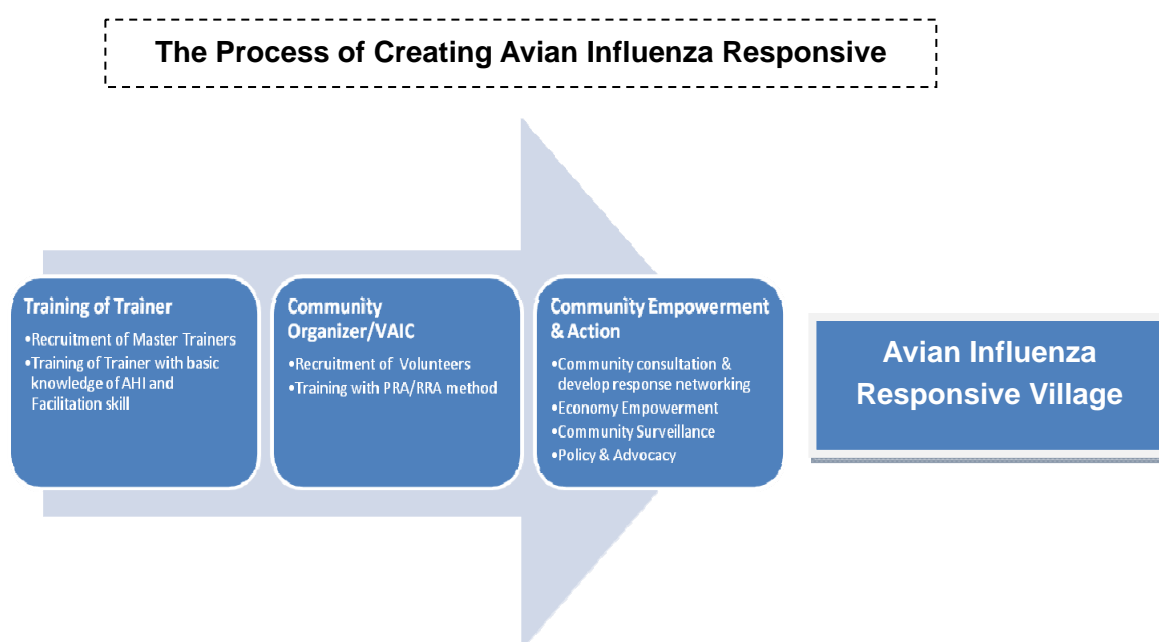 The Process of Creating Avian Influenza Responsive
Training of Trainer
•Recruitment of Master Trainers
•Training of Trainer with basic
knowledge of AHI and
Facilitation skill
Community
Organizer/VAIC
•Recruitment of Volunteers
•Training with PRA/RRA method
Community Empowerment
& Action
•Community consultation &
develop response networking
•Economy Empowerment
•Community Surveillance
•Policy & Advocacy
Avian Influenza
Responsive Village